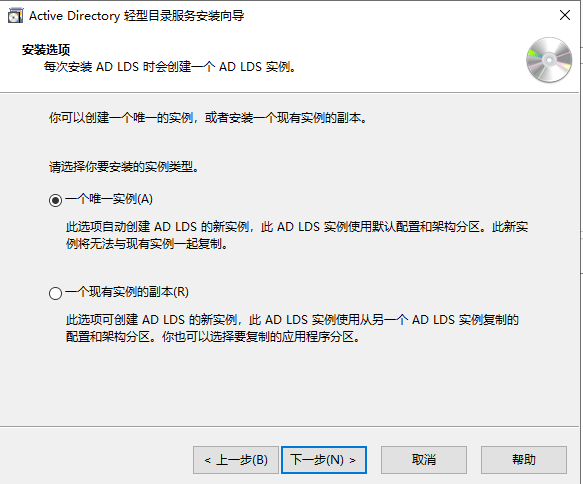 Active Directory 轻型目录服务安装向导
安装选项
每次安装 AD LDS 时会创建一个 AD LDS 实例。
你可以创建一个唯一的实例，或者安装一个现有实例的副本。
请选择你要安装的实例类型。
一个唯一实例(A)
此选项自动创建 AD LDS 的新实例，此 AD LDS 实例使用默认配置和架构分区。此新实
例将无法与现有实例一起复制。
一个现有实例的副本(R)
此选项可创建 AD LDS 的新实例，此 AD LDS 实例使用从另一个 AD LDS 实例复制的
配置和架构分区。你也可以选择要复制的应用程序分区。
< 上一步(B) 下一步(N) > 取消 帮助